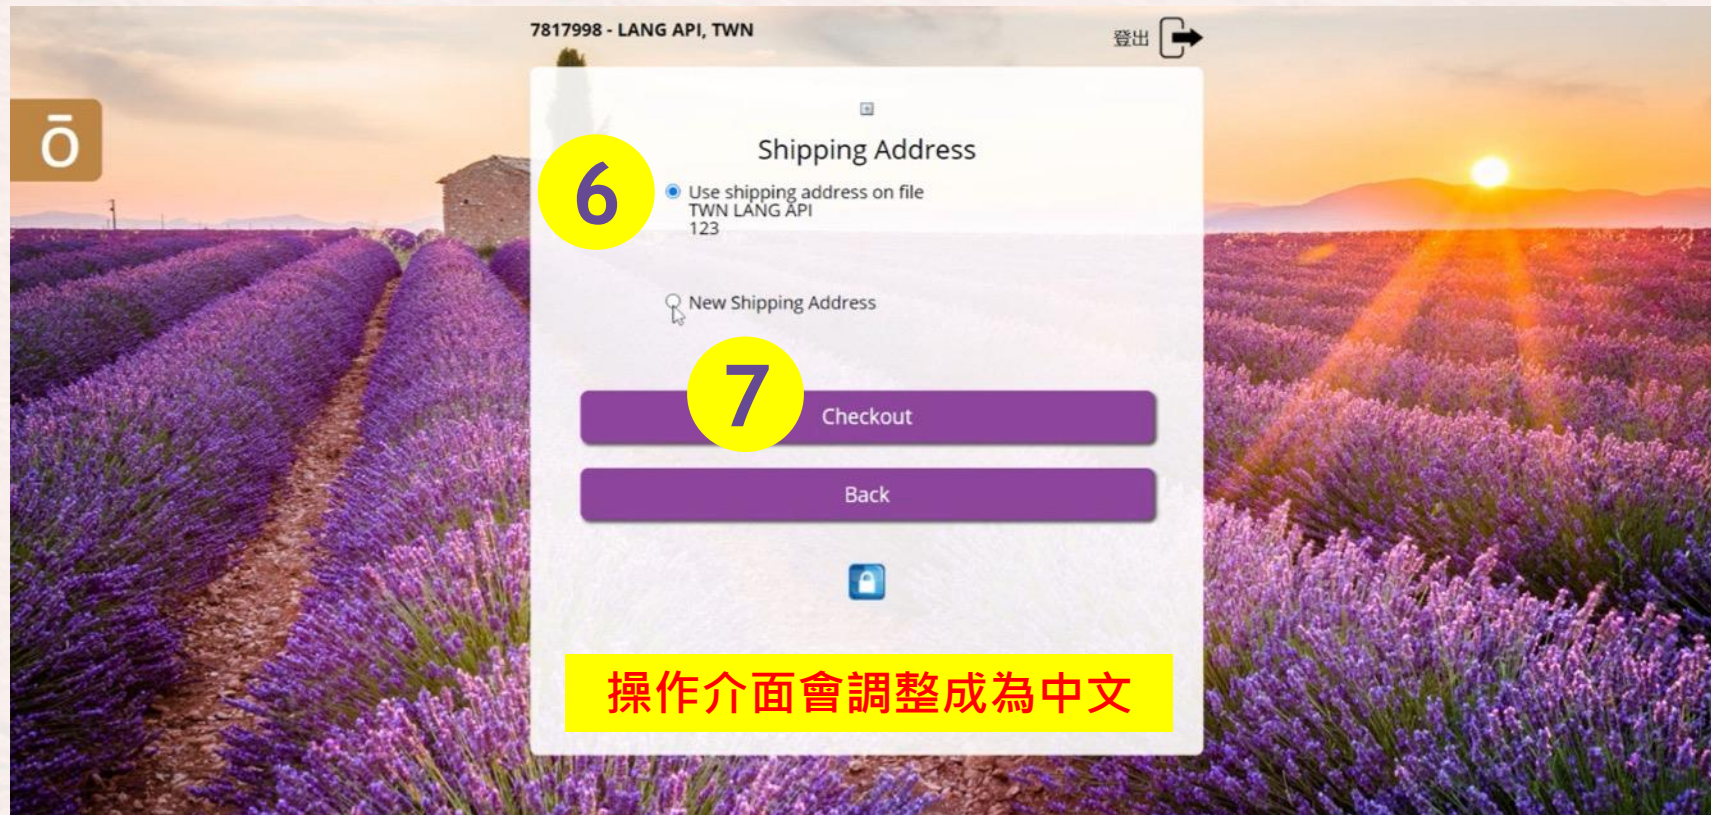 7817998 - LANG API, TWN
登出
ō
Shipping Address
6
Use shipping address on file
TWN LANG API
123
New Shipping Address
7
Checkout
Back
操作介面會調整成為中文